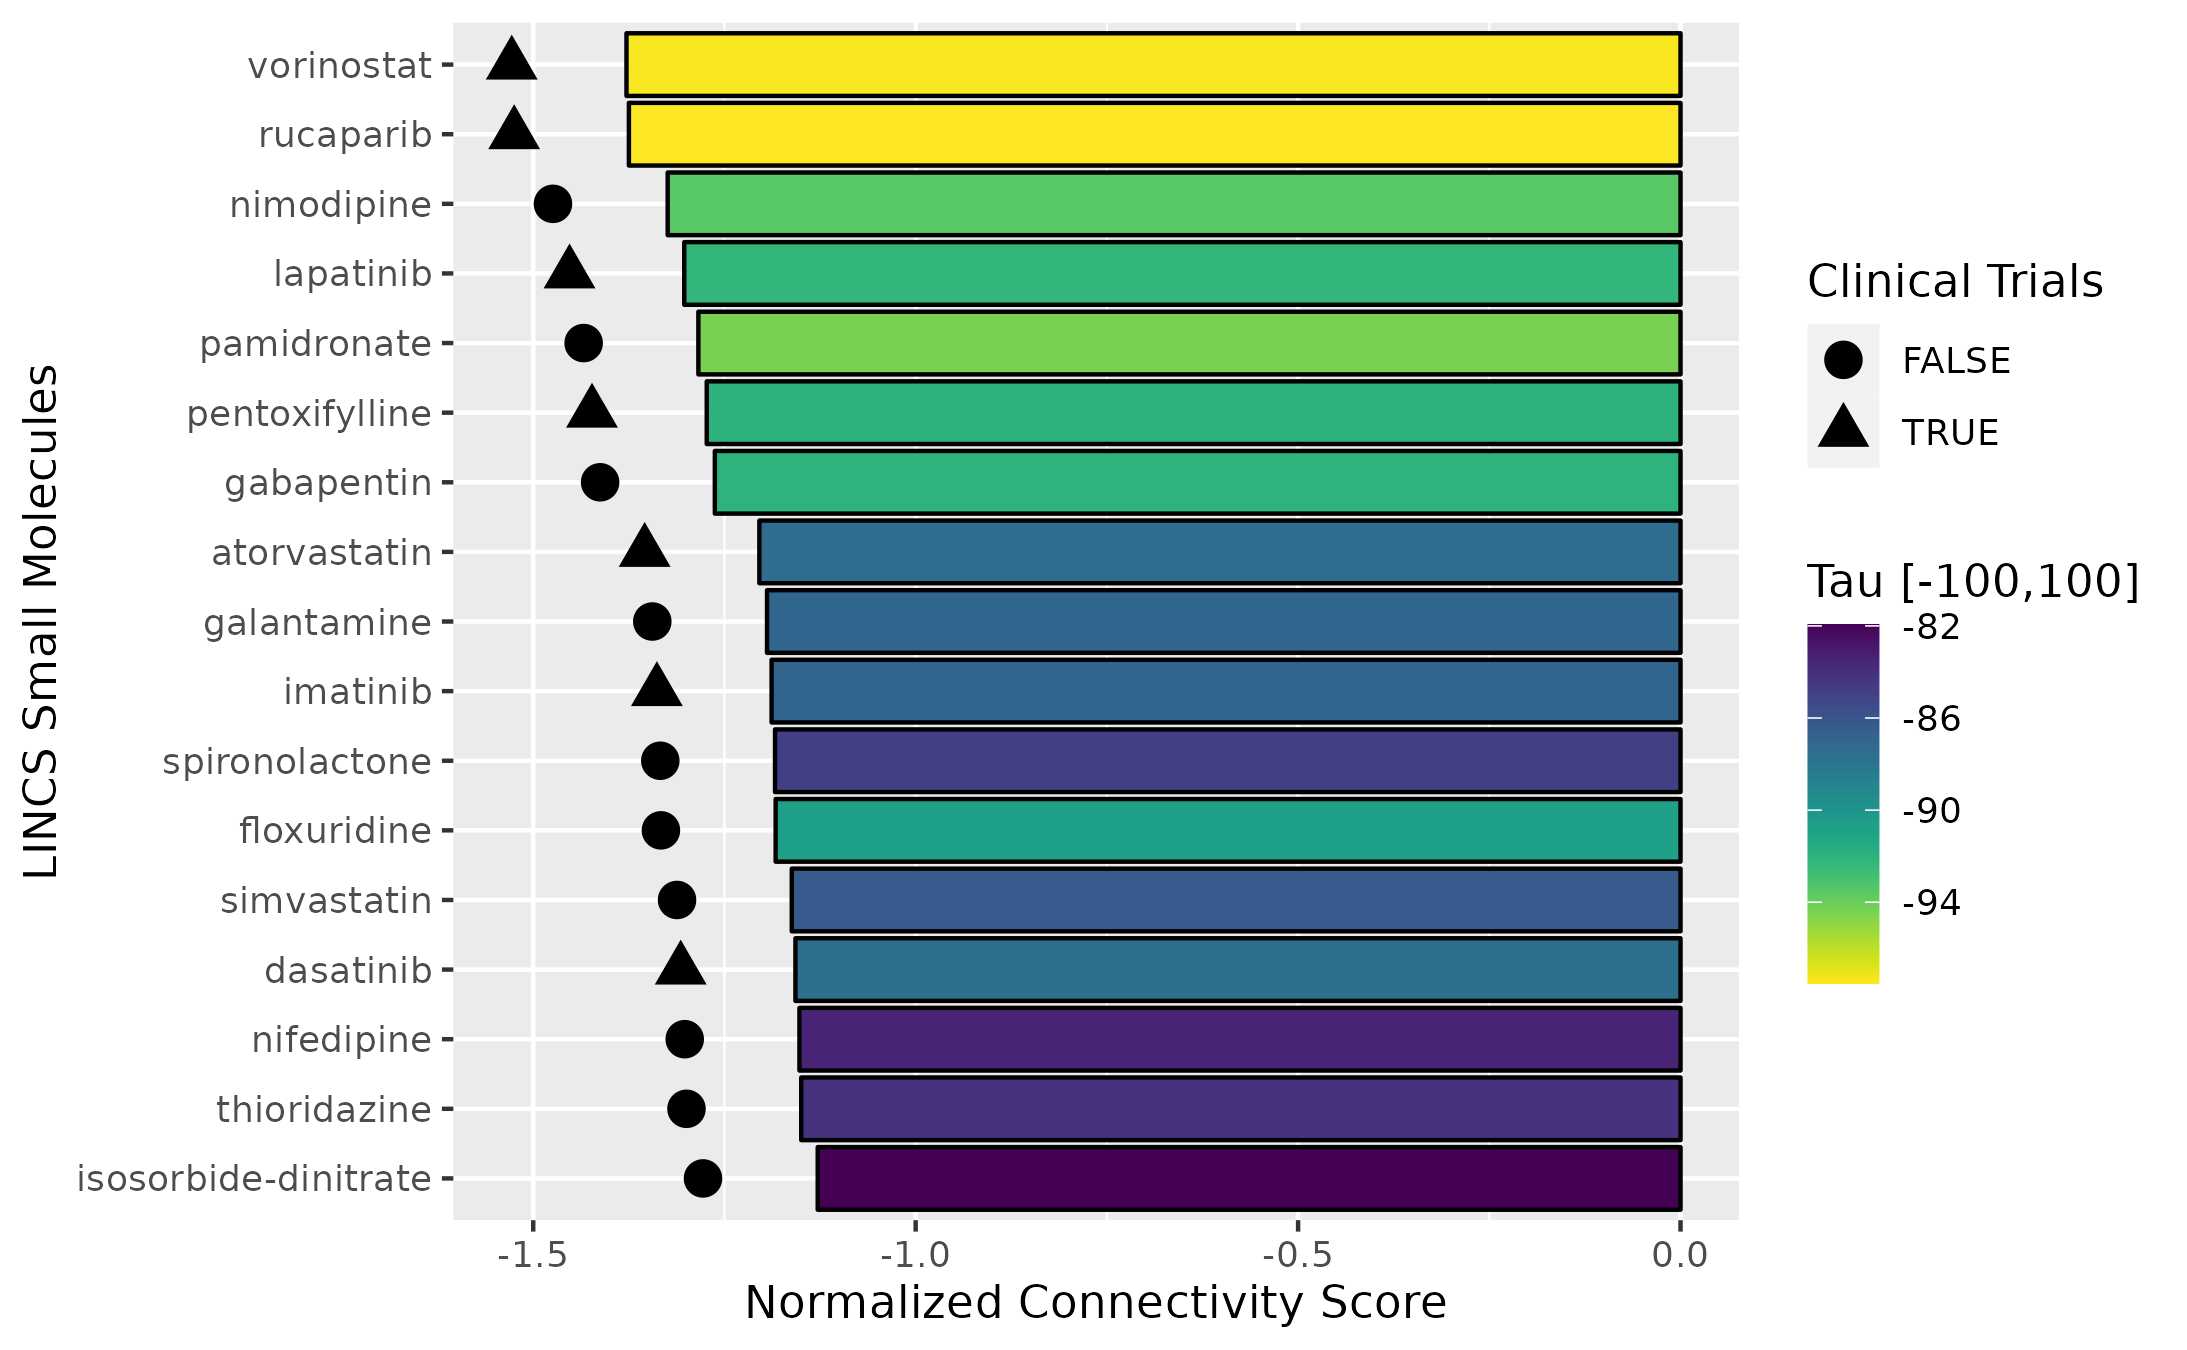 LINCS Small Molecules
vorinostat
rucaparib
nimodipine
lapatinib
pamidronate
pentoxifylline
gabapentin
atorvastatin
galantamine
imatinib
spironolactone
floxuridine
simvastatin
dasatinib
nifedipine
thioridazine
isosorbide-dinitrate
-1.5 -1.0 -0.5 0.0
Normalized Connectivity Score
Clinical Trials
FALSE
TRUE
Tau [-100,100]
-82
-86
-90
-94